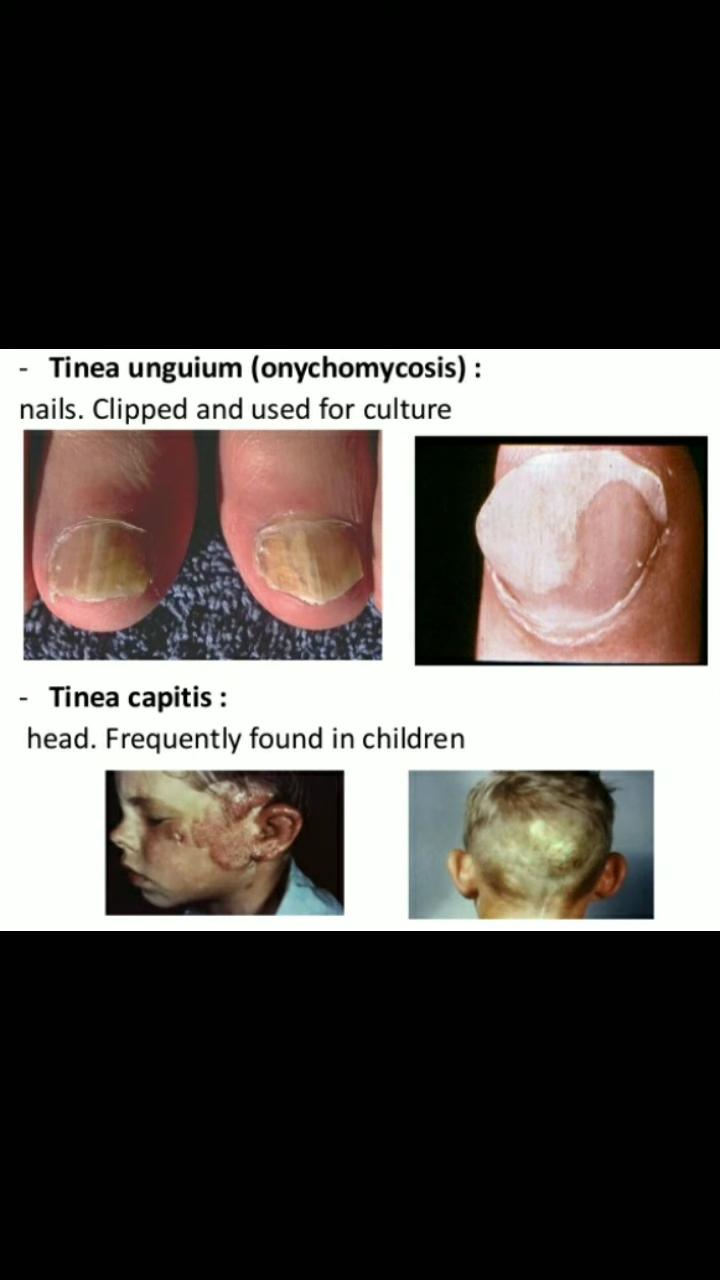 - Tinea unguium (onychomycosis) :
nails. Clipped and used for culture
- Tinea capitis :
head. Frequently found in children